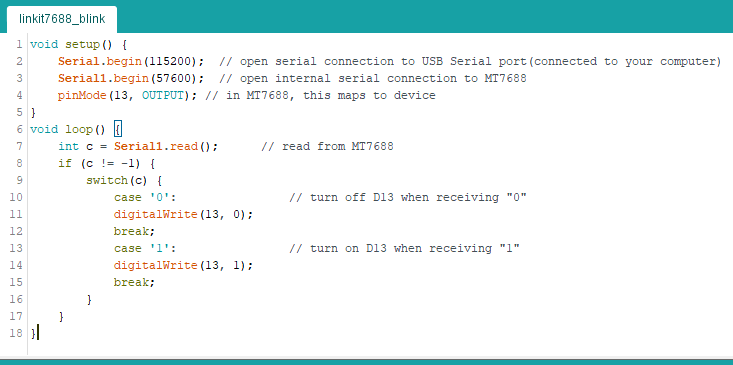 linkit7688_blink
1 void setup() {
2     Serial.begin(115200);  // open serial connection to USB Serial port(connected to your computer)
3     Serial1.begin(57600);  // open internal serial connection to MT7688
4     pinMode(13, OUTPUT); // in MT7688, this maps to device
5 }
6 void loop() {
7     int c = Serial1.read();      // read from MT7688
8     if (c != -1) {
9         switch(c) {
10             case '0':                // turn off D13 when receiving "0"
11             digitalWrite(13, 0);
12             break;
13             case '1':                // turn on D13 when receiving "1"
14             digitalWrite(13, 1);
15             break;
16         }
17     }
18 }